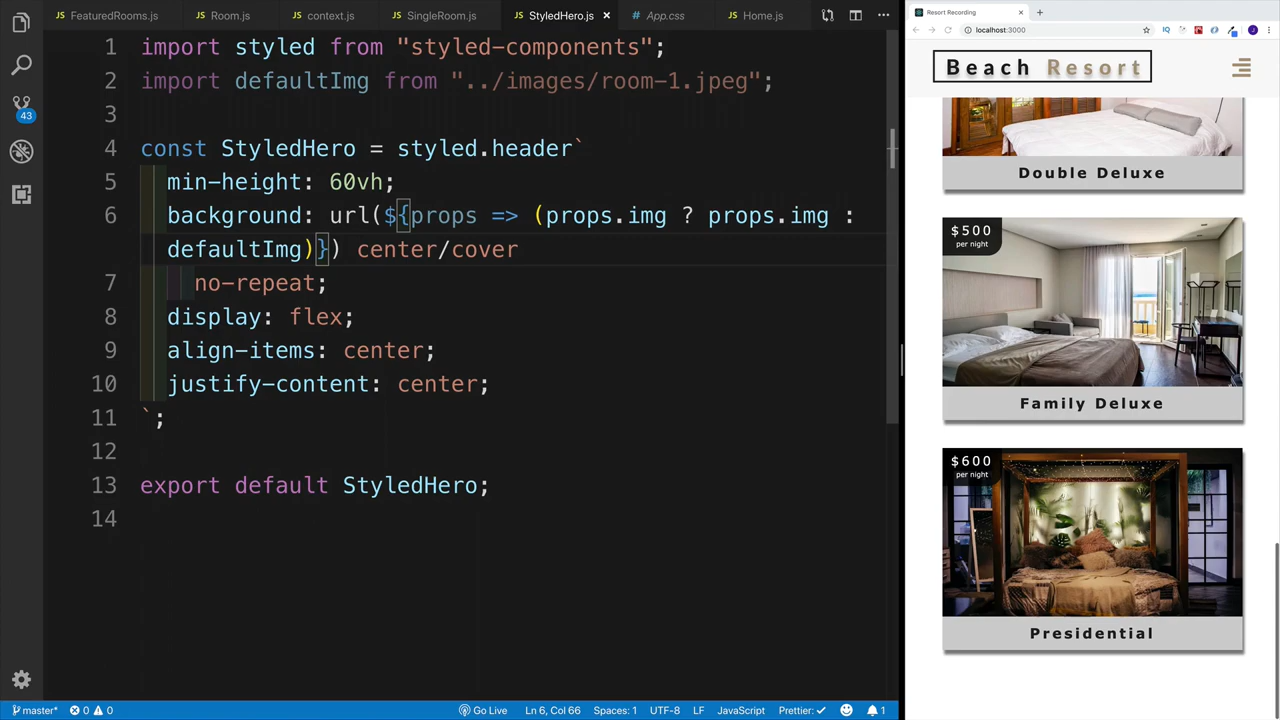 FeaturedRooms.js
Room.js
context.js
SingleRoom.js
StyledHero.js
App.css
Home.js
1 import styled from "styled-components";
2 import defaultImg from "../images/room-1.jpeg";
3
4 const StyledHero = styled.header`
5 min-height: 60vh;
6 background: url(${props => (props.img ? props.img :
defaultImg)}) center/cover
7 no-repeat;
8 display: flex;
9 align-items: center;
10 justify-content: center;
11 `;
12
13 export default StyledHero;
14
43
master*
0 0
Ln 6, Col 66
Spaces: 1
UTF-8
LF
JavaScript
Go Live
Prettier: ✓
1
Resort Recording
localhost:3000
Beach Resort
Double Deluxe
$500
per night
Family Deluxe
$600
per night
Presidential